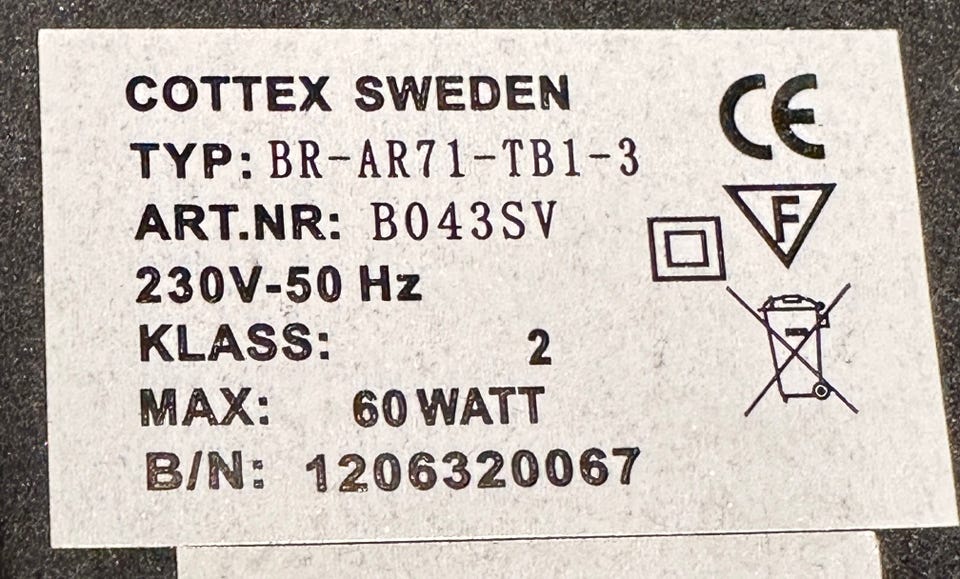 COTTEX SWEDEN
TYP: BR-AR71-TB1-3
ART.NR: B043SV
230V-50 Hz
KLASS: 2
MAX: 60 WATT
B/N: 1206320067
CE
F